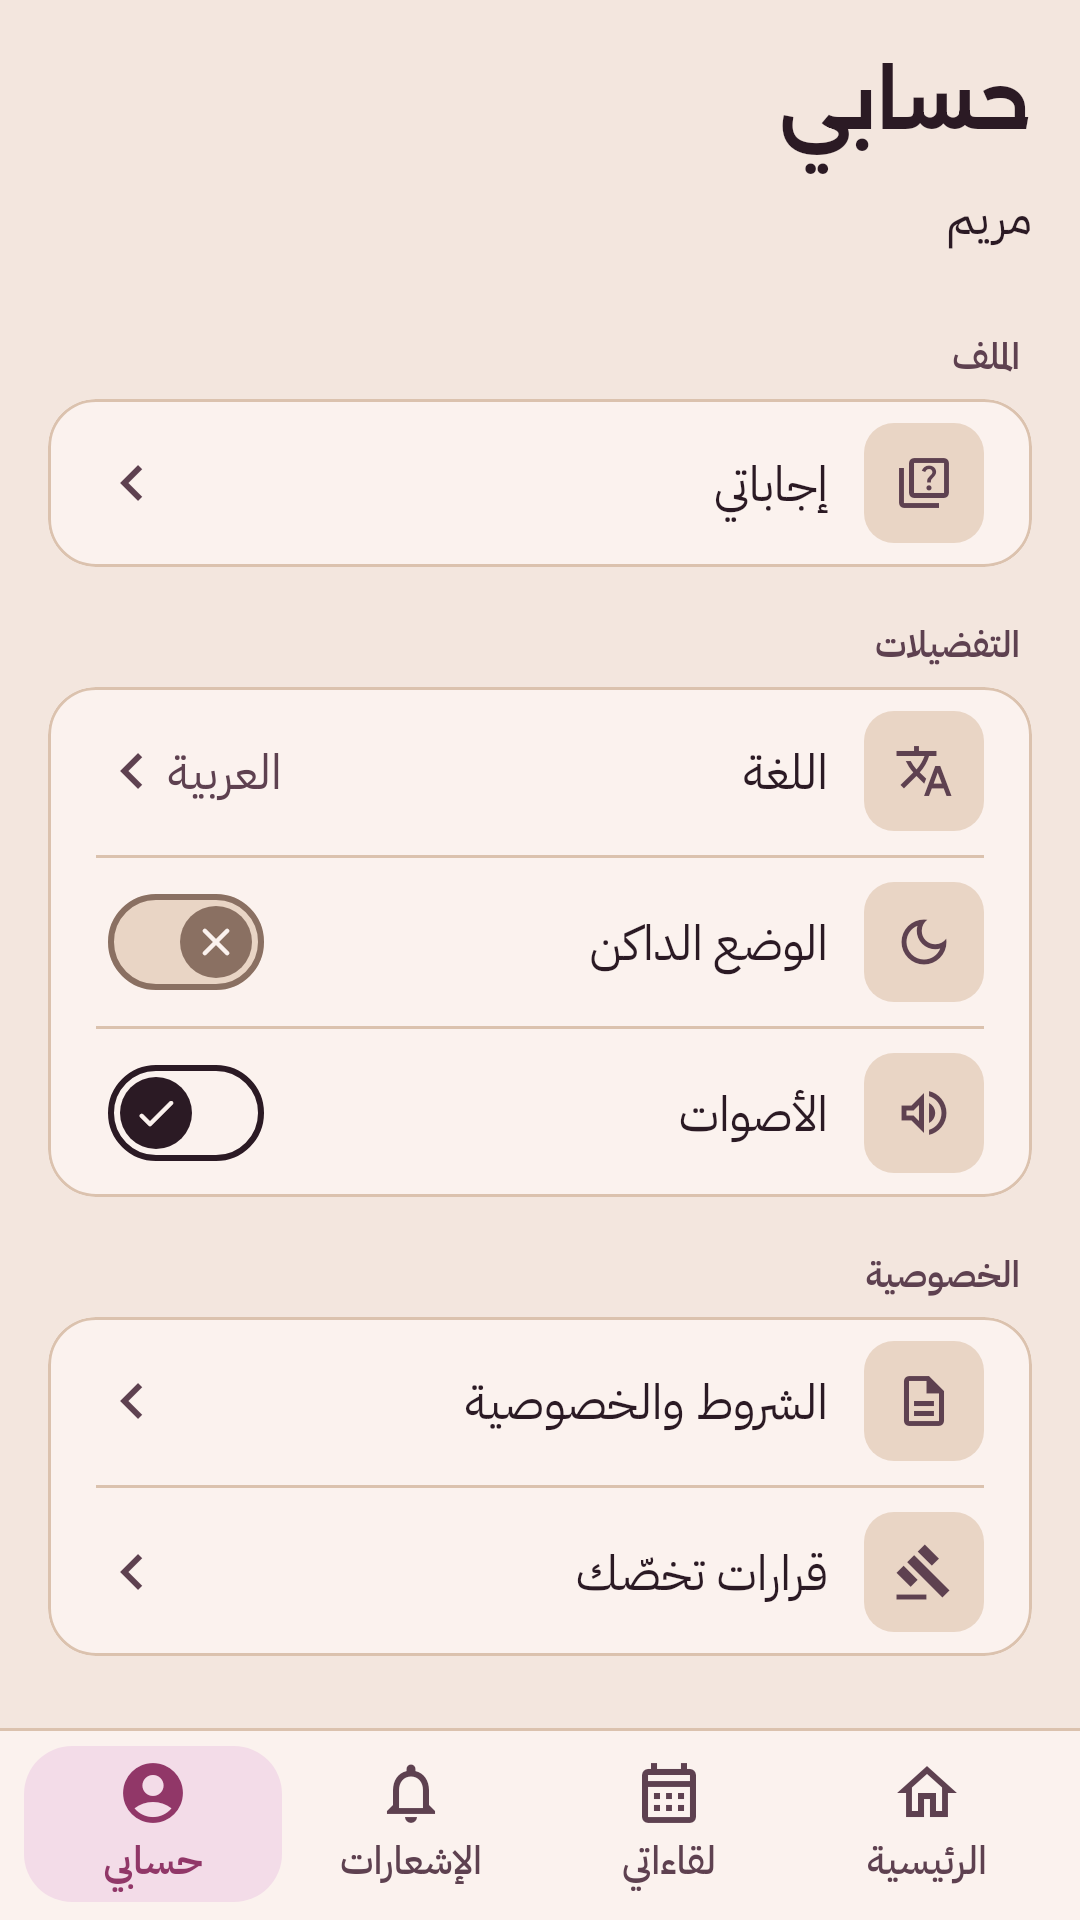 حسابي
مريم
الملف
إجاباتي
التفضيلات
اللغة العربية
الوضع الداكن
الأصوات
الخصوصية
الشروط والخصوصية
قرارات تخصّك
الرئيسية لقاءاتي الإشعارات حسابي